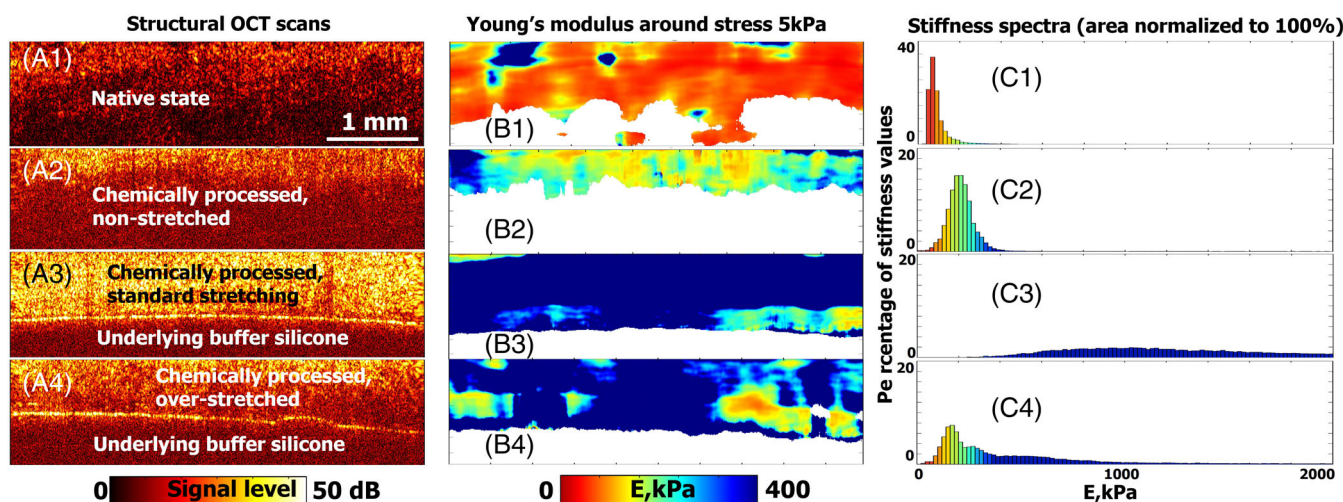 Structural OCT scans
Young's modulus around stress 5kPa
Stiffness spectra (area normalized to 100%)
(A1)
Native state
1 mm
(B1)
40
(C1)
0
(A2)
Chemically processed,
non-stretched
(B2)
20
(C2)
0
(A3)
Chemically processed,
standard stretching
Underlying buffer silicone
(B3)
20
(C3)
0
(A4)
Chemically processed,
over-stretched
Underlying buffer silicone
(B4)
20
(C4)
0
Pe rcentage of stiffness values
0 Signal level 50 dB
0 E,kPa 400
0 1000 2000
E,kPa